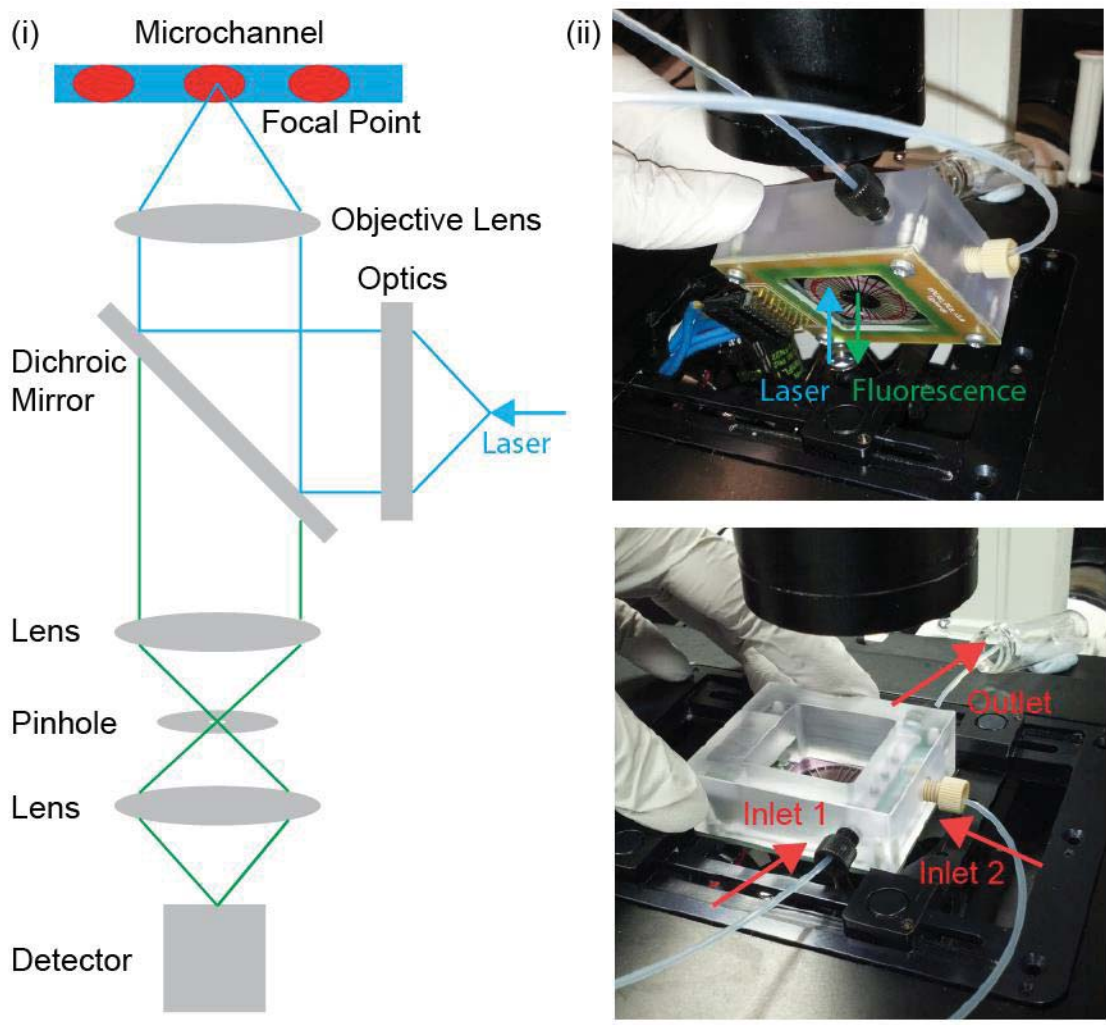 (i)
Microchannel
Focal Point
Objective Lens
Optics
Dichroic
Mirror
Laser
Lens
Pinhole
Lens
Detector
(ii)
Laser
Fluorescence
Outlet
Inlet 1
Inlet 2